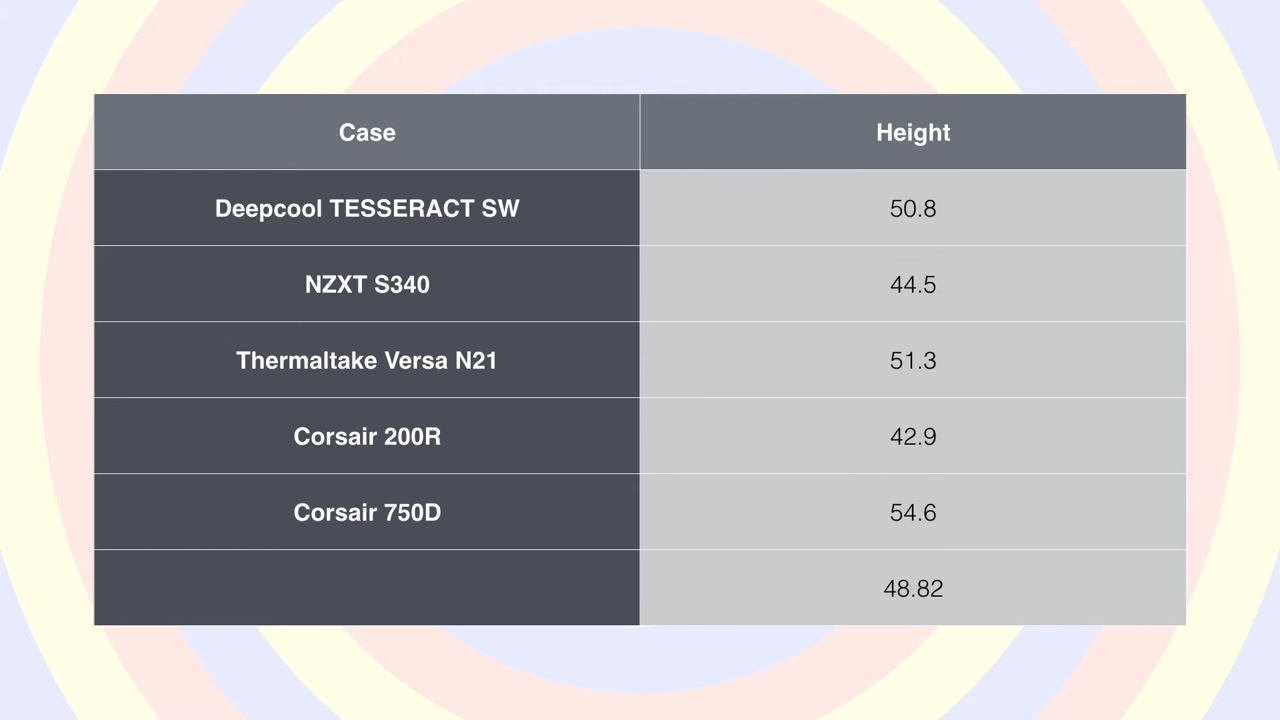 Case Height
Deepcool TESSERACT SW 50.8
NZXT S340 44.5
Thermaltake Versa N21 51.3
Corsair 200R 42.9
Corsair 750D 54.6
48.82